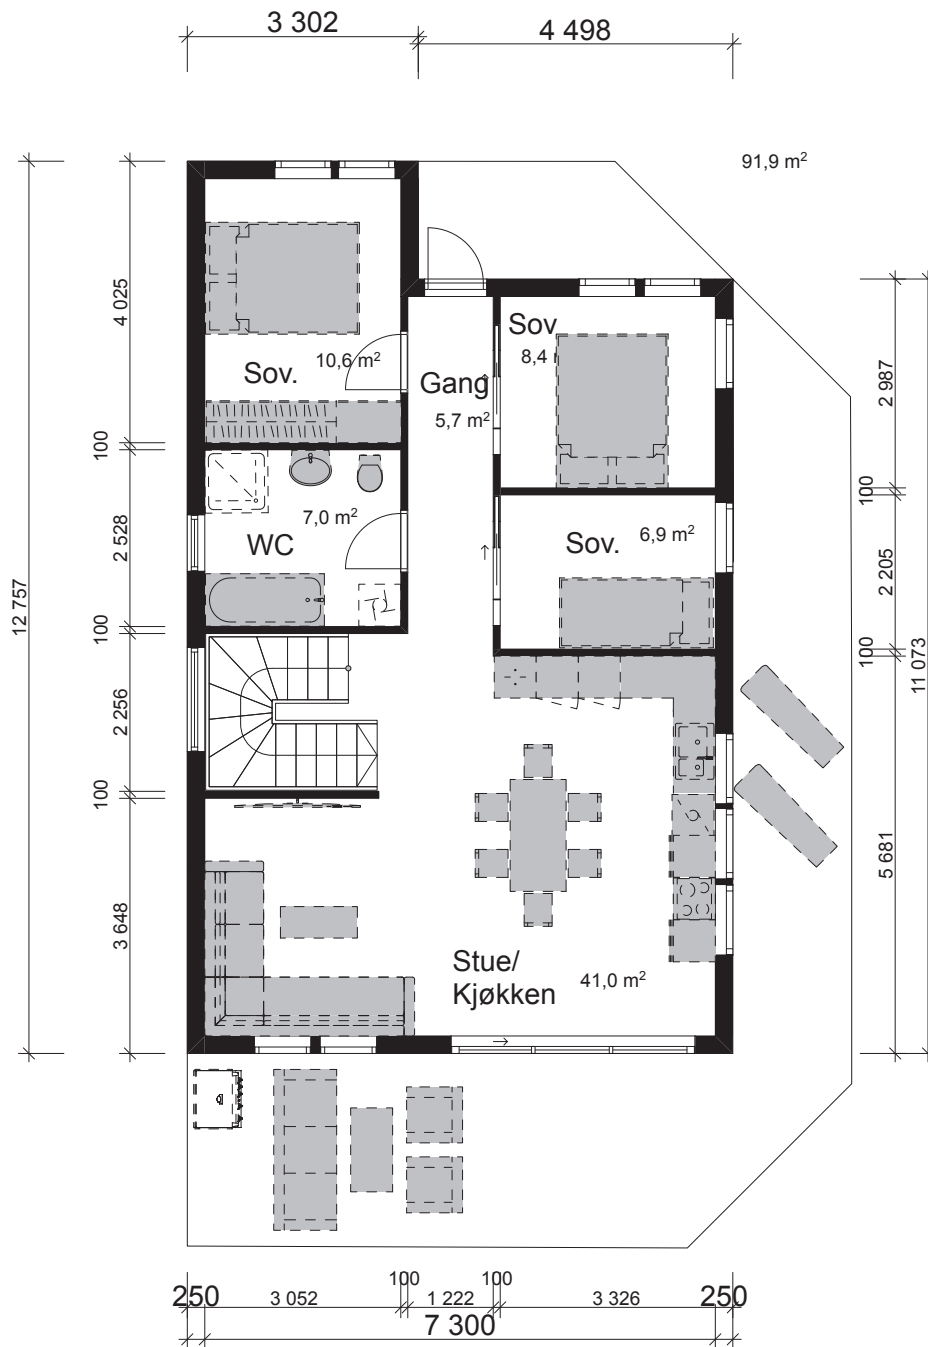 3 302
4 498
91,9 m²
12 757
4 025
100
2 528
100
2 256
100
3 648
Sov.
10,6 m²
Gang
5,7 m²
Sov
8,4
WC
7,0 m²
Sov.
6,9 m²
Stue/
Kjøkken
41,0 m²
2 987
100
2 205
100
5 681
11 073
250
3 052
100
1 222
100
3 326
250
7 300